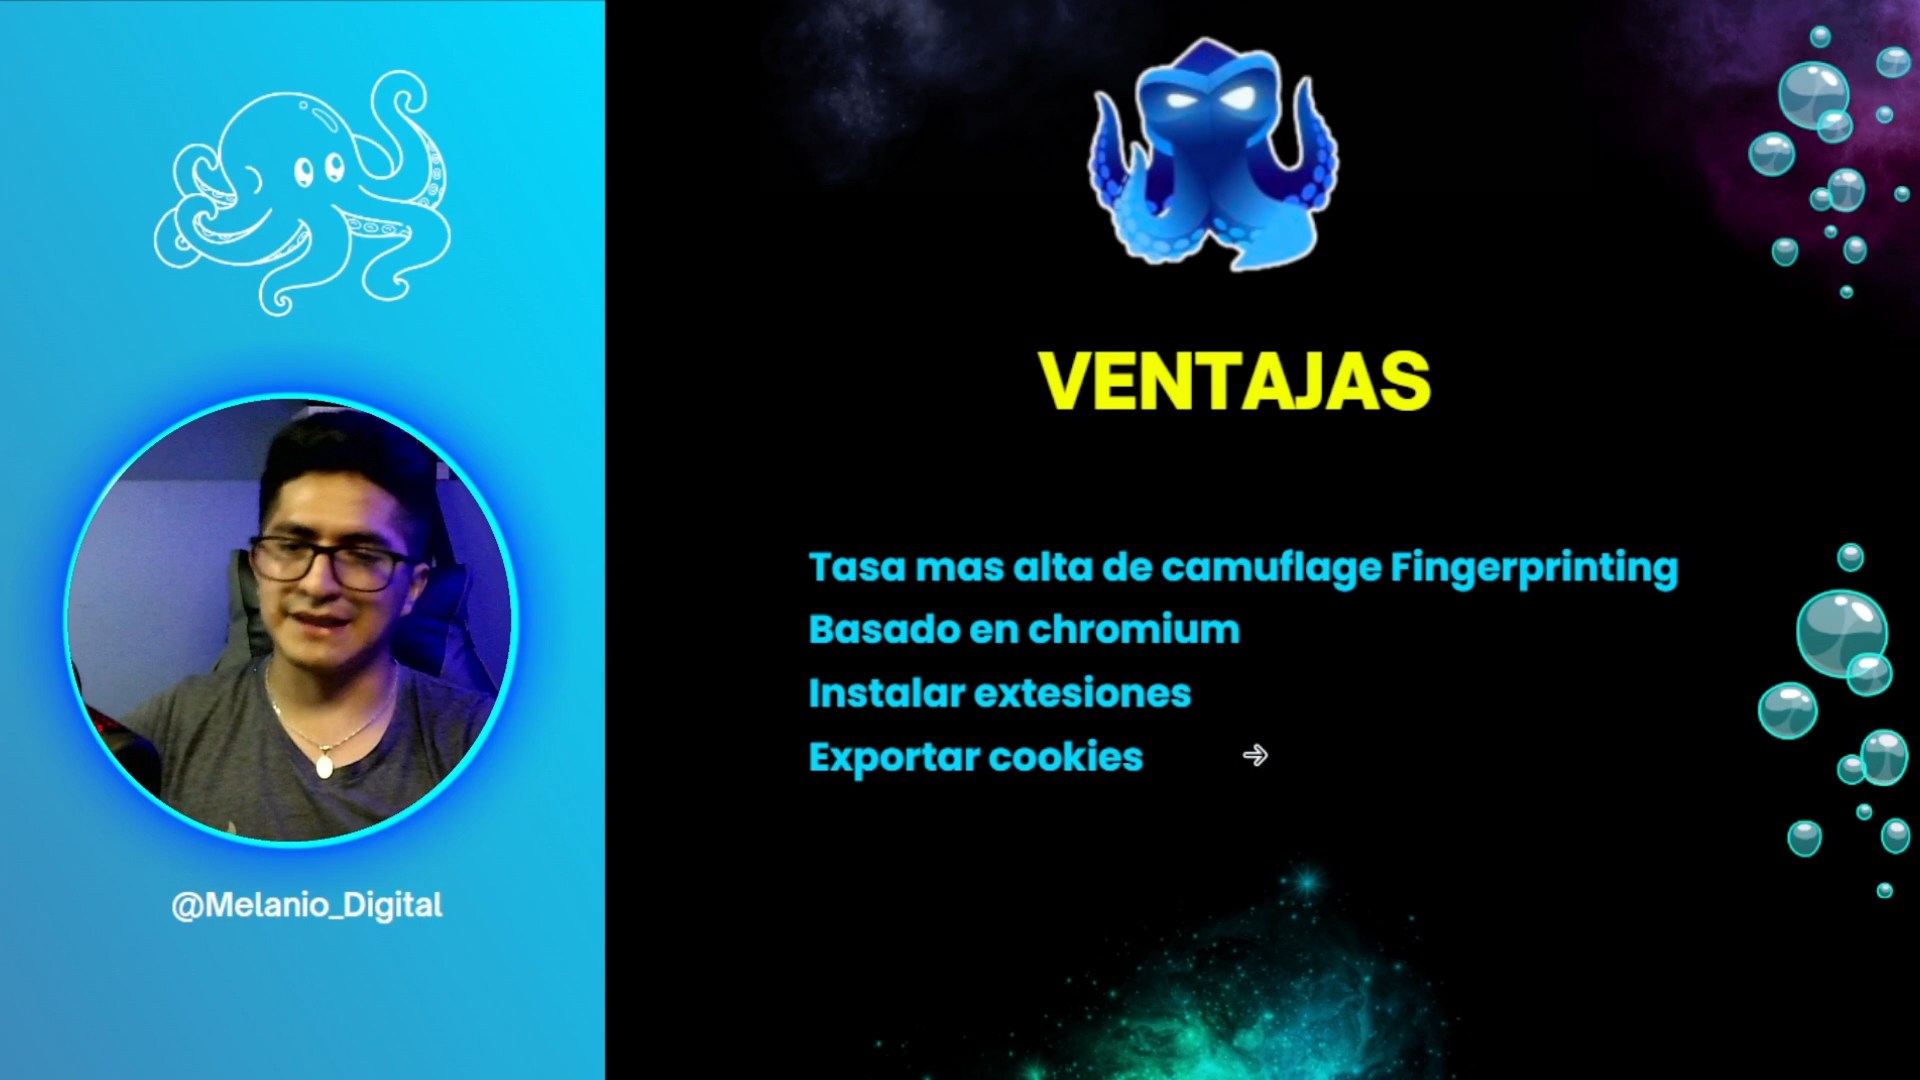 VENTAJAS
Tasa mas alta de camuflage Fingerprinting
Basado en chromium
Instalar extesiones
Exportar cookies
@Melanio_Digital